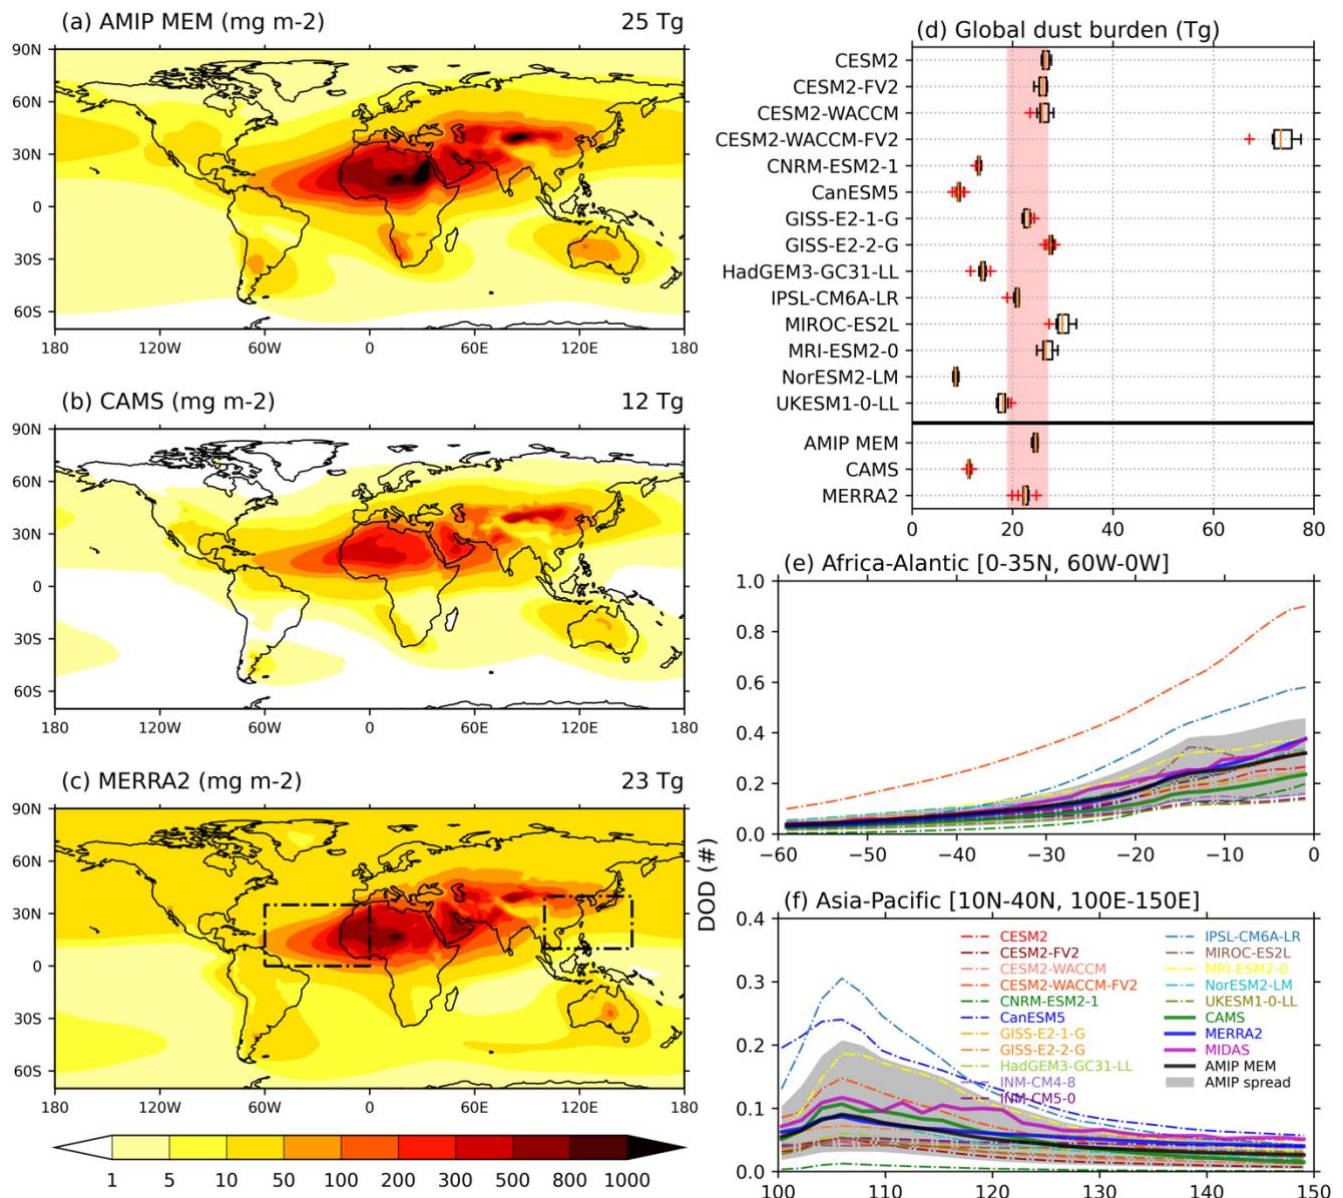 (a) AMIP MEM (mg m-2) 25 Tg
90N
60N
30N
0
30S
60S
180 120W 60W 0 60E 120E 180
(b) CAMS (mg m-2) 12 Tg
90N
60N
30N
0
30S
60S
180 120W 60W 0 60E 120E 180
(c) MERRA2 (mg m-2) 23 Tg
90N
60N
30N
0
30S
60S
180 120W 60W 0 60E 120E 180
1 5 10 50 100 200 300 500 800 1000
(d) Global dust burden (Tg)
CESM2
CESM2-FV2
CESM2-WACCM
CESM2-WACCM-FV2
CNRM-ESM2-1
CanESM5
GISS-E2-1-G
GISS-E2-2-G
HadGEM3-GC31-LL
IPSL-CM6A-LR
MIROC-ES2L
MRI-ESM2-0
NorESM2-LM
UKESM1-0-LL
AMIP MEM
CAMS
MERRA2
0 20 40 60 80
(e) Africa-Alantic [0-35N, 60W-0W]
1.0
0.8
0.6
0.4
0.2
0.0
−60 −50 −40 −30 −20 −10 0
DOD (#)
(f) Asia-Pacific [10N-40N, 100E-150E]
0.4
0.3
0.2
0.1
0.0
100 110 120 130 140 150
CESM2
CESM2-FV2
CESM2-WACCM
CESM2-WACCM-FV2
CNRM-ESM2-1
CanESM5
GISS-E2-1-G
GISS-E2-2-G
HadGEM3-GC31-LL
INM-CM4-8
INM-CM5-0
IPSL-CM6A-LR
MIROC-ES2L
MRI-ESM2-0
NorESM2-LM
UKESM1-0-LL
CAMS
MERRA2
MIDAS
AMIP MEM
AMIP spread